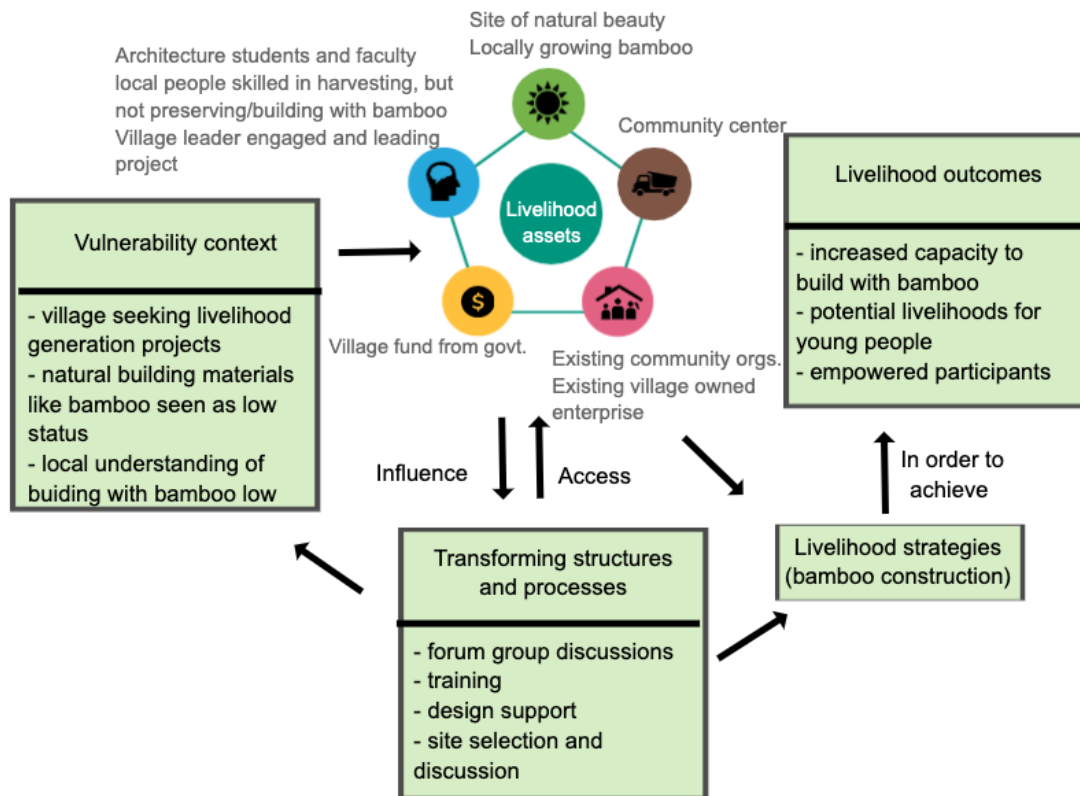 Site of natural beauty
Locally growing bamboo
Architecture students and faculty
local people skilled in harvesting, but
not preserving/building with bamboo
Village leader engaged and leading
project
Community center
Livelihood
assets
$
Village fund from govt.
Existing community orgs.
Existing village owned
enterprise
Vulnerability context
- village seeking livelihood
generation projects
- natural building materials
like bamboo seen as low
status
- local understanding of
buiding with bamboo low
Livelihood outcomes
- increased capacity to
build with bamboo
- potential livelihoods for
young people
- empowered participants
Influence
Access
In order to
achieve
Transforming structures
and processes
- forum group discussions
- training
- design support
- site selection and
discussion
Livelihood strategies
(bamboo construction)